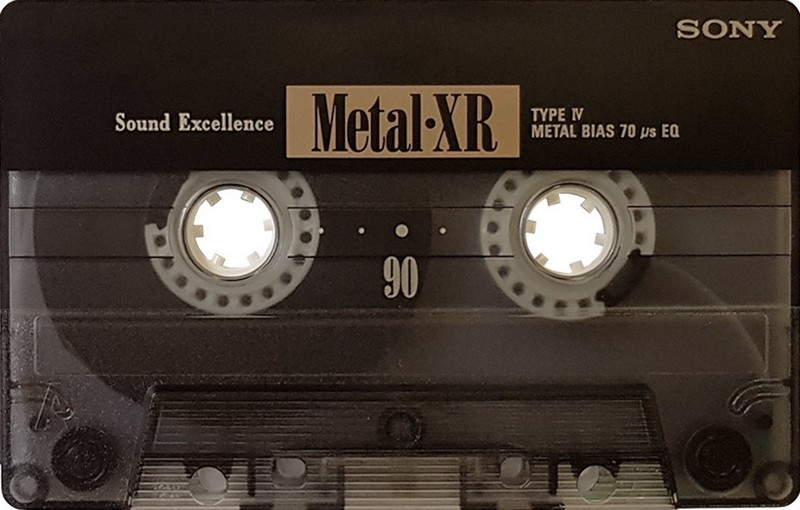 SONY
Sound Excellence
Metal·XR
TYPE IV
METAL BIAS 70 µs EQ
90